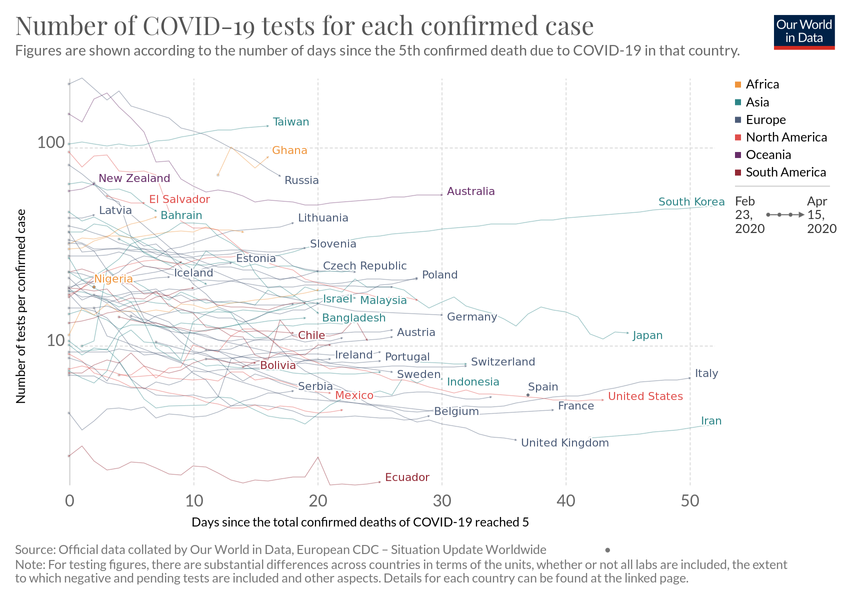 Number of COVID-19 tests for each confirmed case
Figures are shown according to the number of days since the 5th confirmed death due to COVID-19 in that country.
Our World
in Data
Africa
Asia
Europe
North America
Oceania
South America
Feb
23,
2020
Apr
15,
2020
Number of tests per confirmed case
100
10
Taiwan
Ghana
New Zealand
Russia
Australia
El Salvador
South Korea
Latvia
Bahrain
Lithuania
Slovenia
Estonia
Czech Republic
Iceland
Poland
Nigeria
Israel
Malaysia
Germany
Bangladesh
Chile
Austria
Japan
Ireland
Portugal
Bolivia
Switzerland
Sweden
Italy
Serbia
Indonesia
Spain
Mexico
United States
Belgium
France
Iran
United Kingdom
Ecuador
0
10
20
30
40
50
Days since the total confirmed deaths of COVID-19 reached 5
Source: Official data collated by Our World in Data, European CDC – Situation Update Worldwide
Note: For testing figures, there are substantial differences across countries in terms of the units, whether or not all labs are included, the extent
to which negative and pending tests are included and other aspects. Details for each country can be found at the linked page.